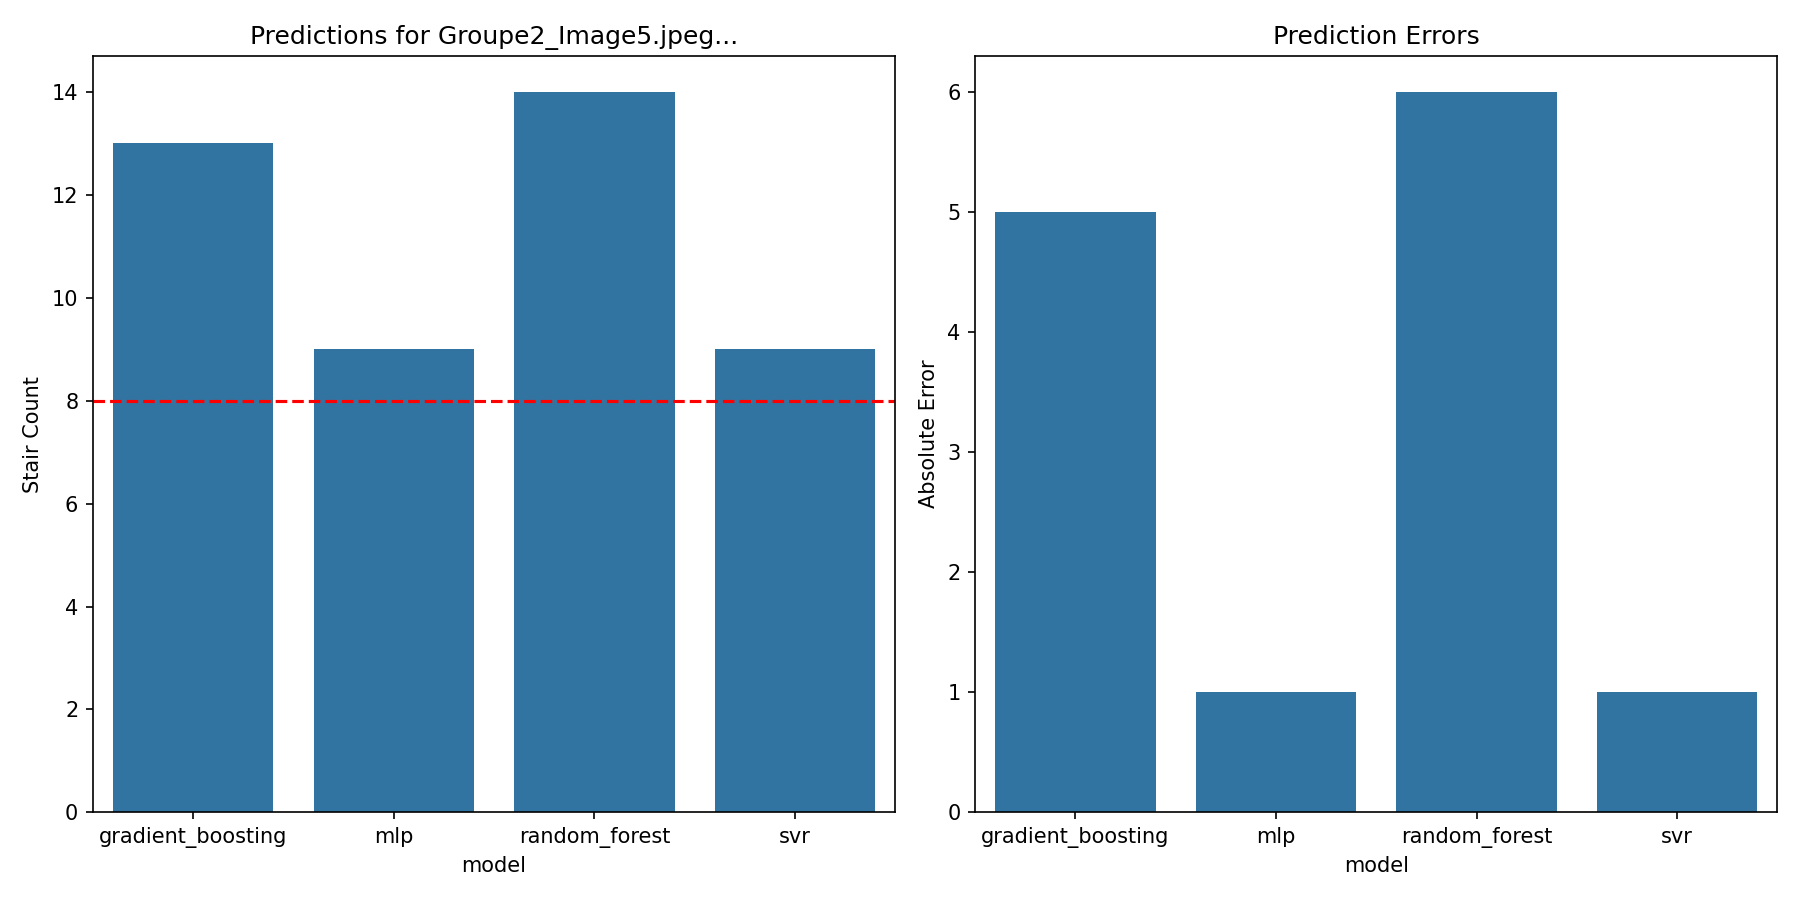 Predictions for Groupe2_Image5.jpeg...
Stair Count
14
12
10
8
6
4
2
0
gradient_boosting mlp random_forest svr
model
Prediction Errors
Absolute Error
6
5
4
3
2
1
0
gradient_boosting mlp random_forest svr
model